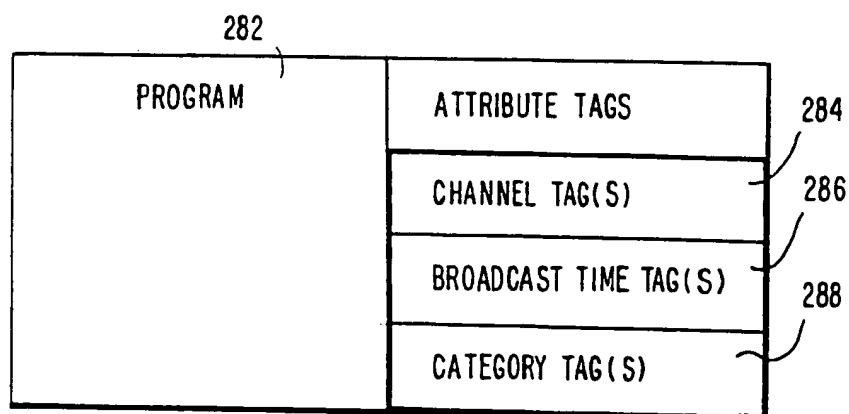 282
PROGRAM
ATTRIBUTE TAGS
284
CHANNEL TAG(S)
286
BROADCAST TIME TAG(S)
288
CATEGORY TAG(S)